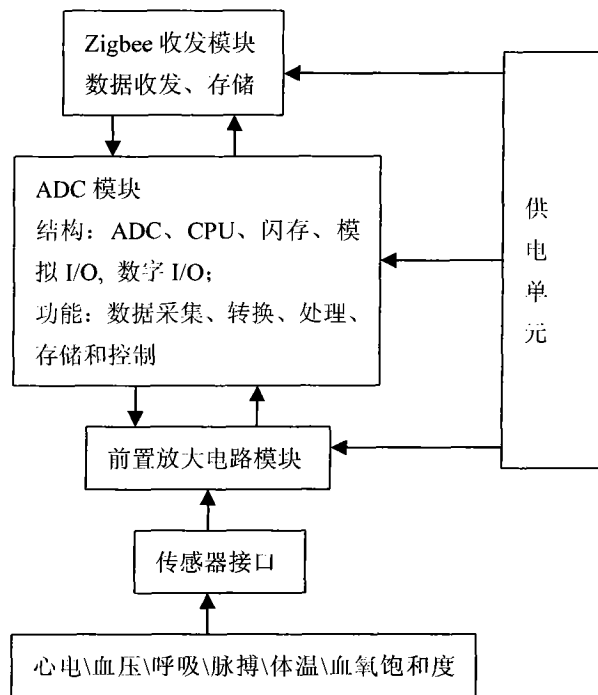 Zigbee 收发模块
数据收发、存储
ADC 模块
结构：ADC、CPU、闪存、模
拟 I/O, 数字 I/O；
功能：数据采集、转换、处理、
存储和控制
前置放大电路模块
传感器接口
心电\血压\呼吸\脉搏\体温\血氧饱和度
供
电
单
元